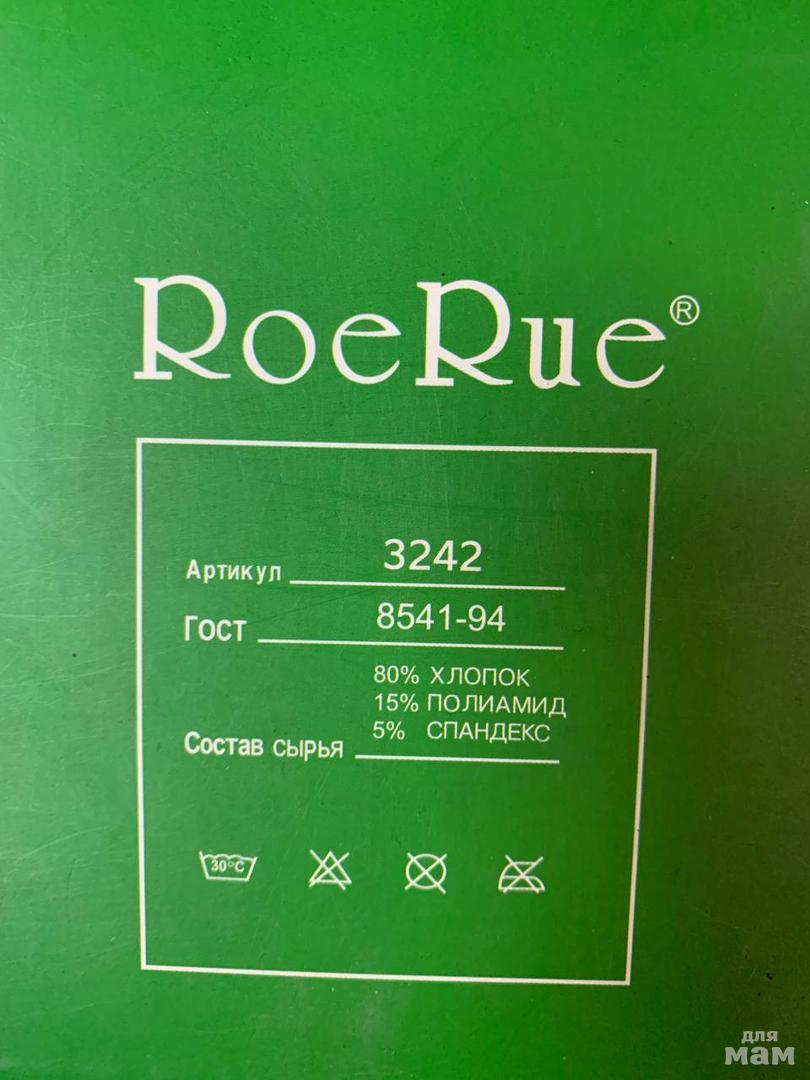 RoeRue®
Артикул 3242
ГОСТ 8541-94
80% ХЛОПОК
15% ПОЛИАМИД
5% СПАНДЕКС
Состав сырья
30°C
для
мам